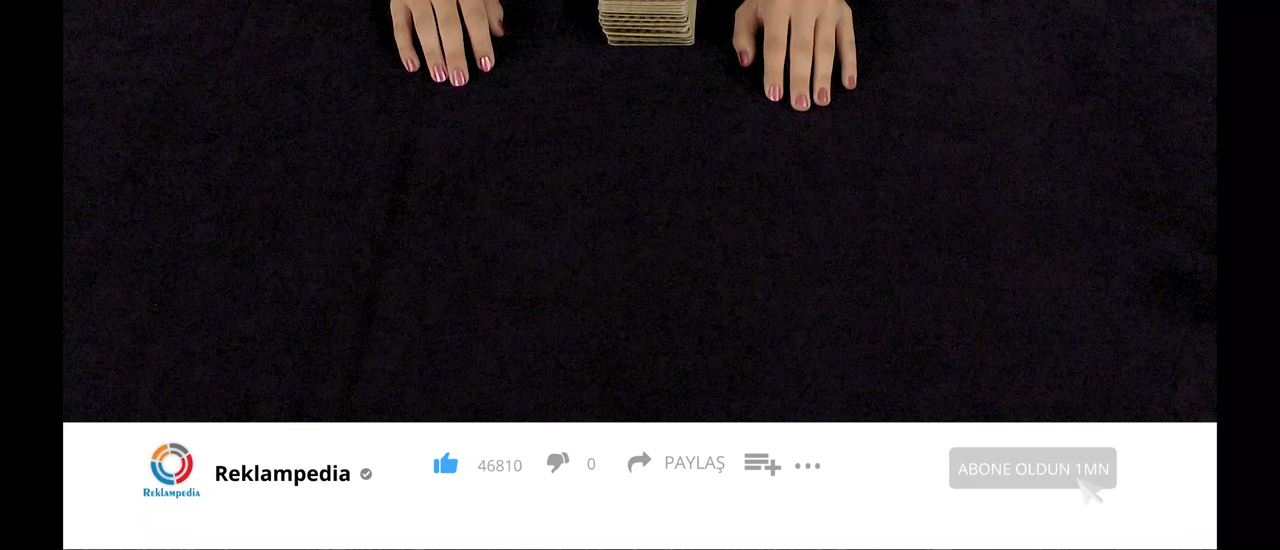 Reklampedia
Reklampedia
46810
0
PAYLAŞ
ABONE OLDUN 1MN